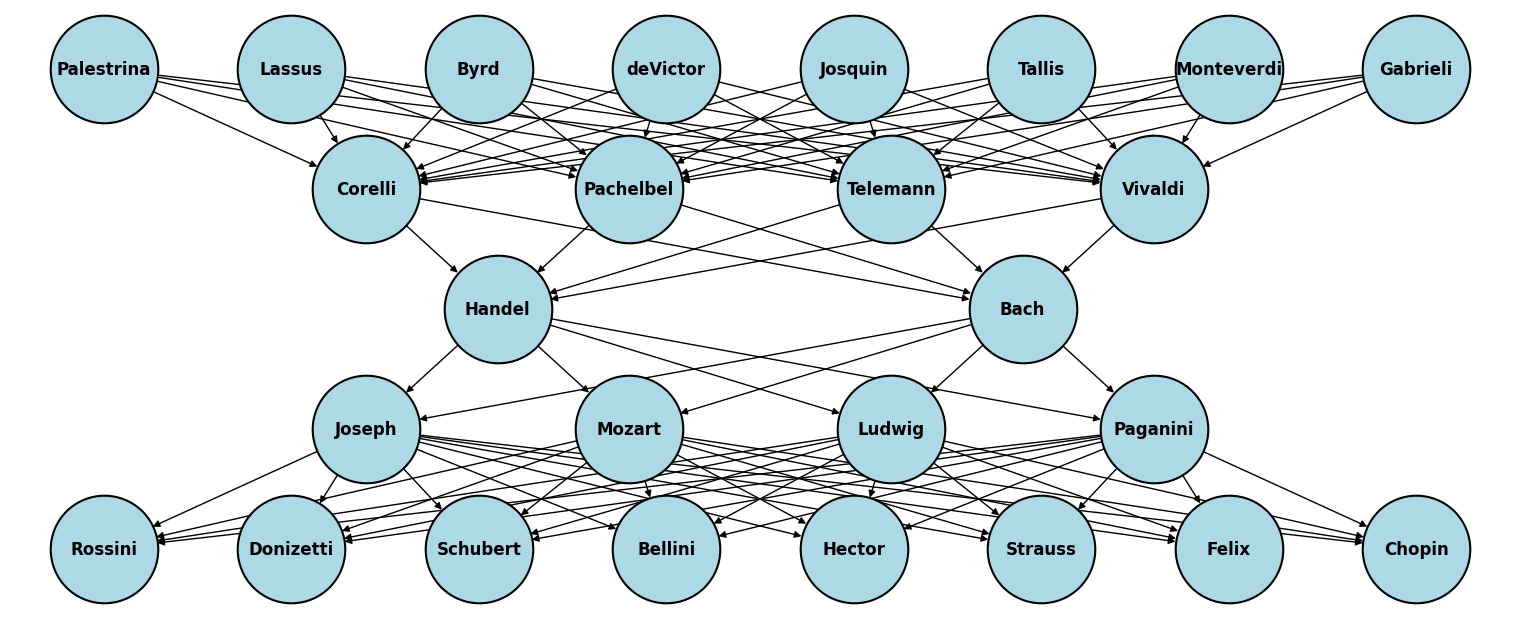 Palestrina
Lassus
Byrd
deVictor
Josquin
Tallis
Monteverdi
Gabrieli
Corelli
Pachelbel
Telemann
Vivaldi
Handel
Bach
Joseph
Mozart
Ludwig
Paganini
Rossini
Donizetti
Schubert
Bellini
Hector
Strauss
Felix
Chopin